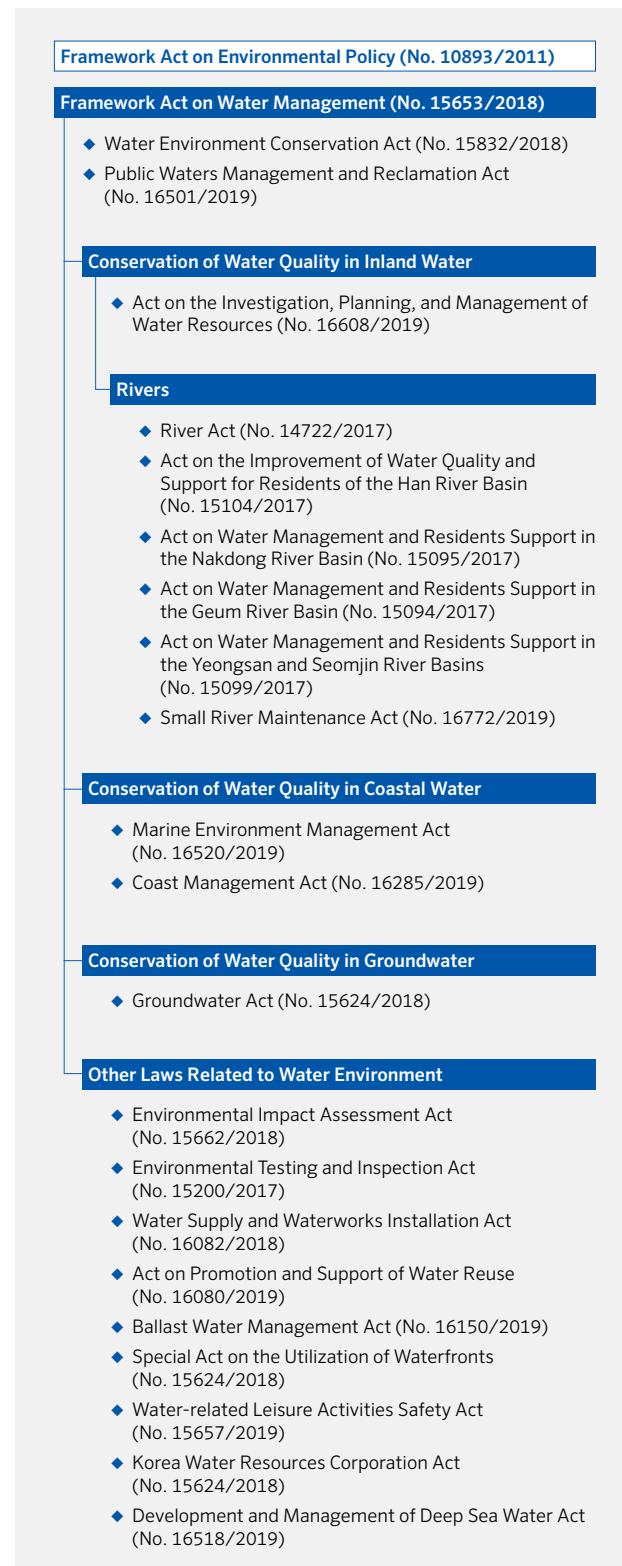 Framework Act on Environmental Policy (No. 10893/2011)
Framework Act on Water Management (No. 15653/2018)
◆ Water Environment Conservation Act (No. 15832/2018)
◆ Public Waters Management and Reclamation Act
(No. 16501/2019)
Conservation of Water Quality in Inland Water
◆ Act on the Investigation, Planning, and Management of
Water Resources (No. 16608/2019)
Rivers
◆ River Act (No. 14722/2017)
◆ Act on the Improvement of Water Quality and
Support for Residents of the Han River Basin
(No. 15104/2017)
◆ Act on Water Management and Residents Support in
the Nakdong River Basin (No. 15095/2017)
◆ Act on Water Management and Residents Support in
the Geum River Basin (No. 15094/2017)
◆ Act on Water Management and Residents Support in
the Yeongsan and Seomjin River Basins
(No. 15099/2017)
◆ Small River Maintenance Act (No. 16772/2019)
Conservation of Water Quality in Coastal Water
◆ Marine Environment Management Act
(No. 16520/2019)
◆ Coast Management Act (No. 16285/2019)
Conservation of Water Quality in Groundwater
◆ Groundwater Act (No. 15624/2018)
Other Laws Related to Water Environment
◆ Environmental Impact Assessment Act
(No. 15662/2018)
◆ Environmental Testing and Inspection Act
(No. 15200/2017)
◆ Water Supply and Waterworks Installation Act
(No. 16082/2018)
◆ Act on Promotion and Support of Water Reuse
(No. 16080/2019)
◆ Ballast Water Management Act (No. 16150/2019)
◆ Special Act on the Utilization of Waterfronts
(No. 15624/2018)
◆ Water-related Leisure Activities Safety Act
(No. 15657/2019)
◆ Korea Water Resources Corporation Act
(No. 15624/2018)
◆ Development and Management of Deep Sea Water Act
(No. 16518/2019)